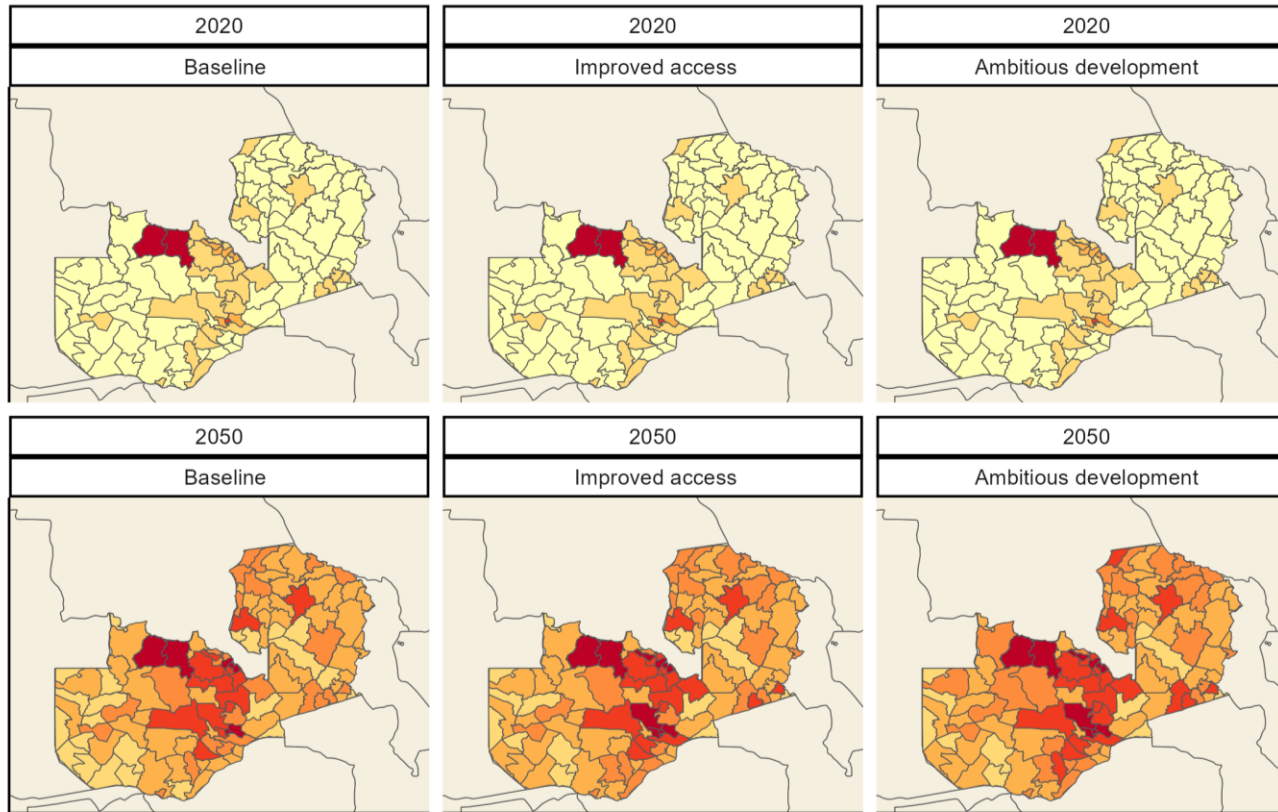 2020
2020
2020
Baseline
Improved access
Ambitious development
2050
2050
2050
Baseline
Improved access
Ambitious development